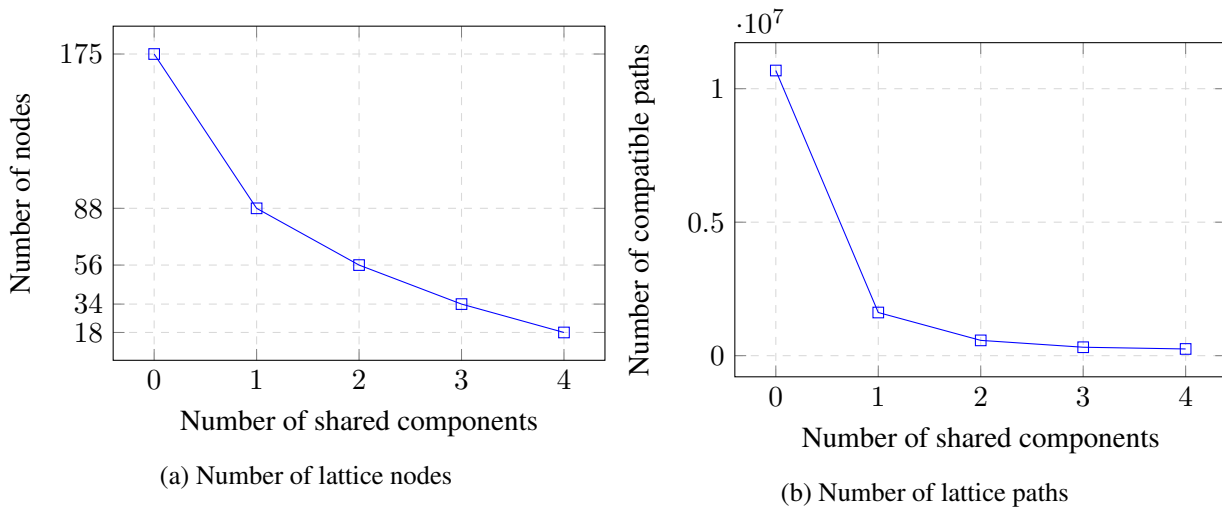 Number of nodes
175
88
56
34
18
0 1 2 3 4
Number of shared components
(a) Number of lattice nodes
·10^7
Number of compatible paths
1
0.5
0
0 1 2 3 4
Number of shared components
(b) Number of lattice paths